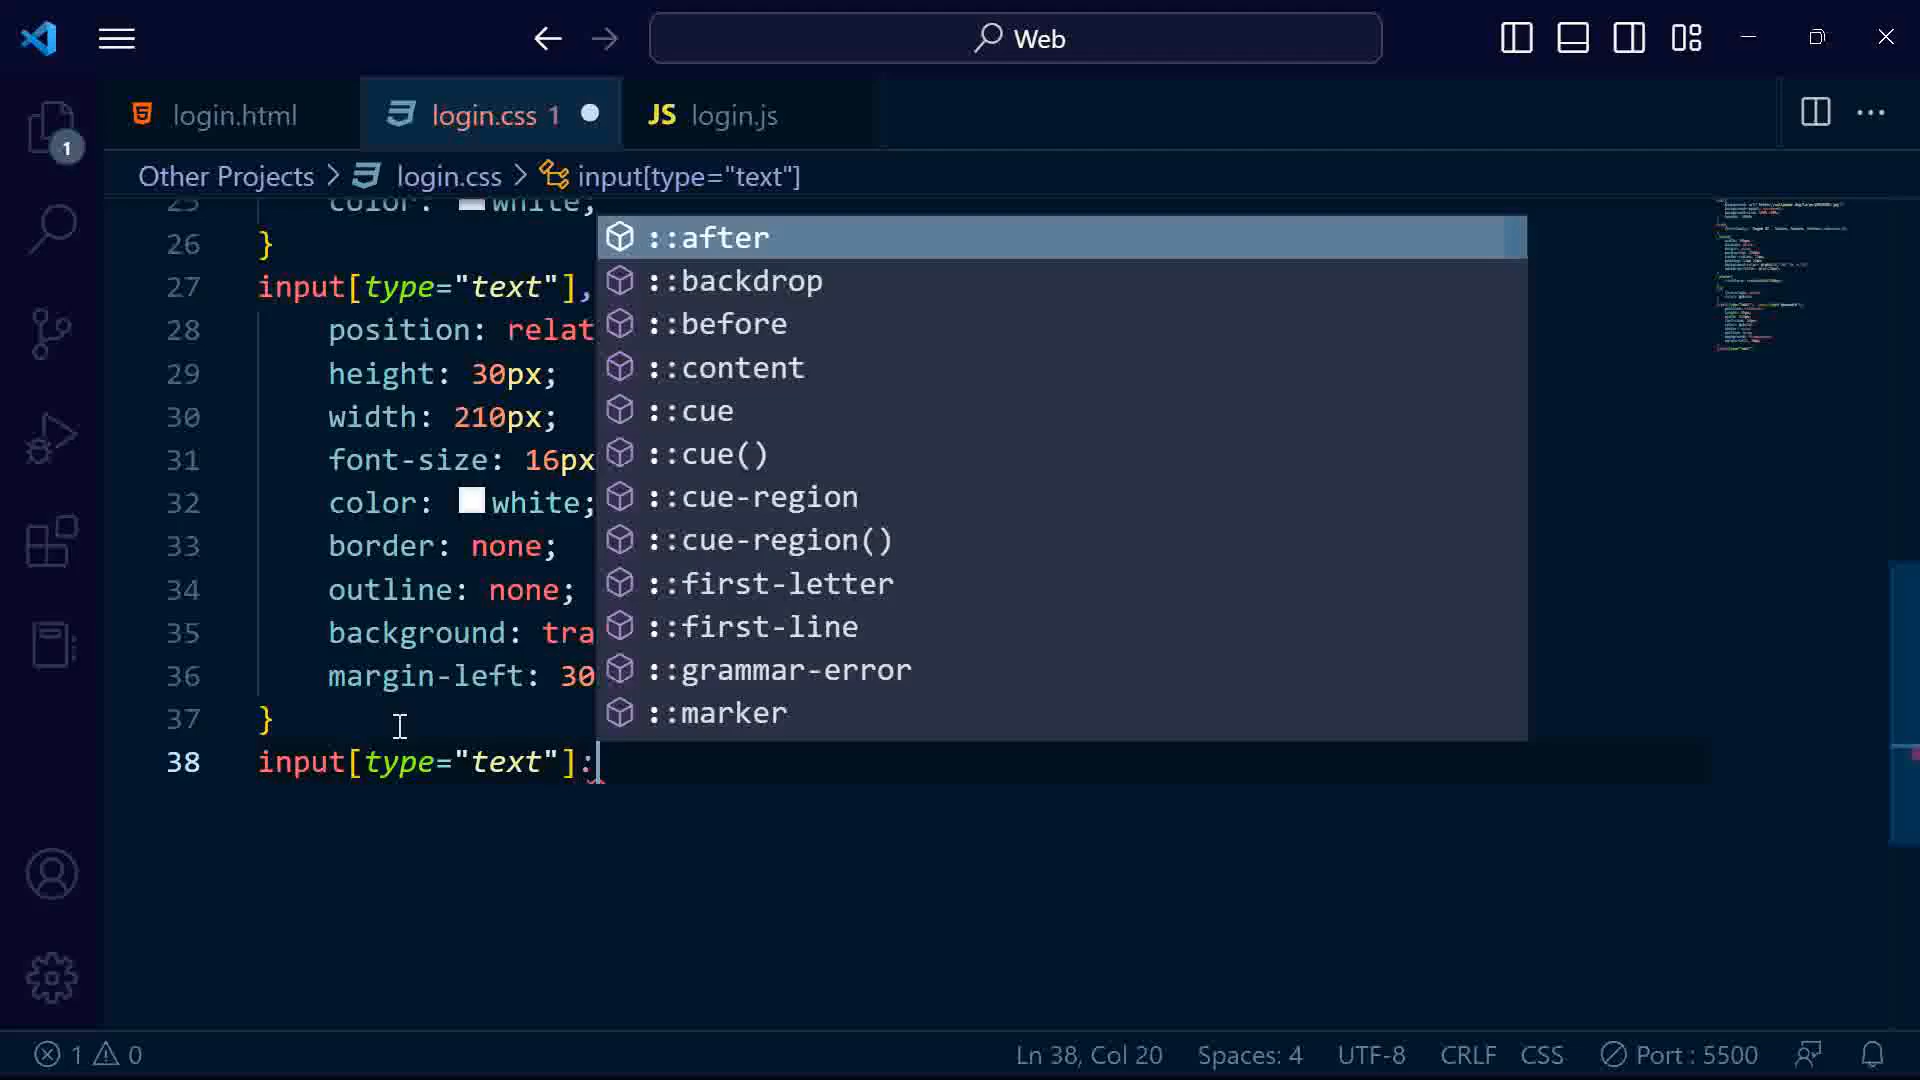 Web
login.html
login.css 1
JS login.js
1
Other Projects > login.css > input[type="text"]
25 color: white;
26 }
27 input[type="text"],
28 position: relat
29 height: 30px;
30 width: 210px;
31 font-size: 16px
32 color: white;
33 border: none;
34 outline: none;
35 background: tra
36 margin-left: 30
37 }
38 input[type="text"]:
::after
::backdrop
::before
::content
::cue
::cue()
::cue-region
::cue-region()
::first-letter
::first-line
::grammar-error
::marker
1 0
Ln 38, Col 20 Spaces: 4 UTF-8 CRLF CSS Port : 5500